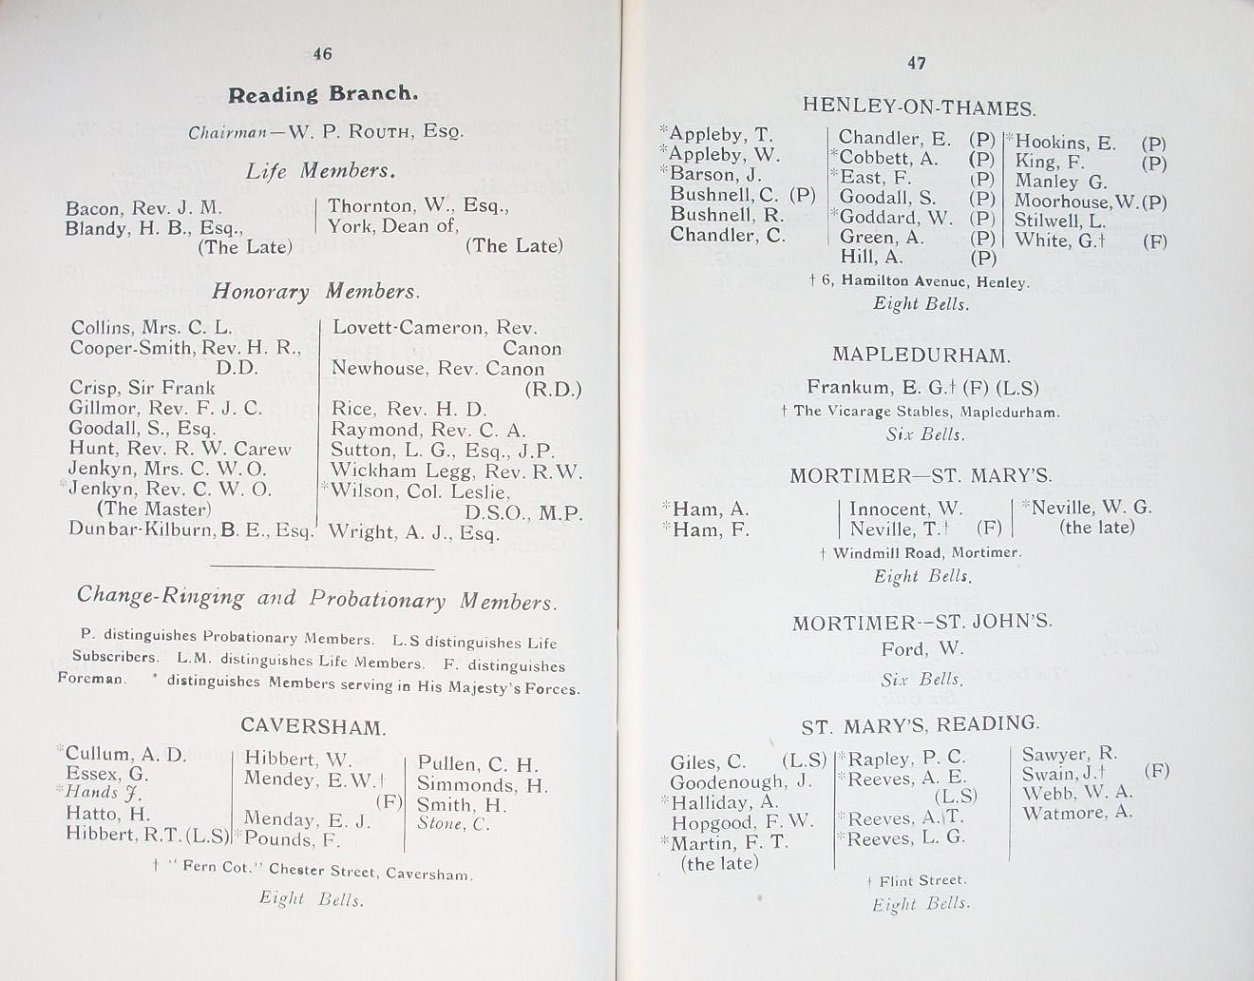 46
Reading Branch.
Chairman—W. P. ROUTH, ESQ.
Life Members.
Bacon, Rev. J. M.
Blandy, H. B., Esq.,
(The Late)
Thornton, W., Esq.,
York, Dean of,
(The Late)
Honorary Members.
Collins, Mrs. C. L.
Cooper-Smith, Rev. H. R.,
D.D.
Crisp, Sir Frank
Gillmor, Rev. F. J. C.
Goodall, S., Esq.
Hunt, Rev. R. W. Carew
Jenkyn, Mrs. C. W. O.
*Jenkyn, Rev. C. W. O.
(The Master)
Dunbar-Kilburn, B. E., Esq.
Lovett-Cameron, Rev.
Canon
Newhouse, Rev. Canon
(R.D.)
Rice, Rev. H. D.
Raymond, Rev. C. A.
Sutton, L. G., Esq., J.P.
Wickham Legg, Rev. R.W.
*Wilson, Col. Leslie,
D.S.O., M.P.
Wright, A. J., Esq.
Change-Ringing and Probationary Members.
P. distinguishes Probationary Members. L.S distinguishes Life
Subscribers. L.M. distinguishes Life Members. F. distinguishes
Foreman. * distinguishes Members serving in His Majesty's Forces.
CAVERSHAM.
*Cullum, A. D.
Essex, G.
*Hands J.
Hatto, H.
Hibbert, R.T. (L.S)
Hibbert, W.
Mendey, E.W.†
(F)
Menday, E. J.
*Pounds, F.
Pullen, C. H.
Simmonds, H.
Smith, H.
Stone, C.
† "Fern Cot." Chester Street, Caversham.
Eight Bells.
47
HENLEY-ON-THAMES.
*Appleby, T.
*Appleby, W.
*Barson, J.
Bushnell, C. (P)
Bushnell, R.
Chandler, C.
Chandler, E. (P)
*Cobbett, A. (P)
*East, F. (P)
Goodall, S. (P)
*Goddard, W. (P)
Green, A. (P)
Hill, A. (P)
*Hookins, E. (P)
King, F. (P)
Manley G.
Moorhouse, W. (P)
Stilwell, L.
White, G.† (F)
† 6, Hamilton Avenuc, Henley.
Eight Bells.
MAPLEDURHAM.
Frankum, E. G.† (F) (L.S)
† The Vicarage Stables, Mapledurham.
Six Bells.
MORTIMER—ST. MARY'S.
*Ham, A.
*Ham, F.
Innocent, W.
Neville, T.† (F)
*Neville, W. G.
(the late)
† Windmill Road, Mortimer.
Eight Bells.
MORTIMER--ST. JOHN'S.
Ford, W.
Six Bells.
ST. MARY'S, READING.
Giles, C. (L.S)
Goodenough, J.
*Halliday, A.
Hopgood, F. W.
*Martin, F. T.
(the late)
*Rapley, P. C.
*Reeves, A. E.
(L.S)
*Reeves, A. T.
*Reeves, L. G.
Sawyer, R.
Swain, J.† (F)
Webb, W. A.
Watmore, A.
† Flint Street.
Eight Bells.